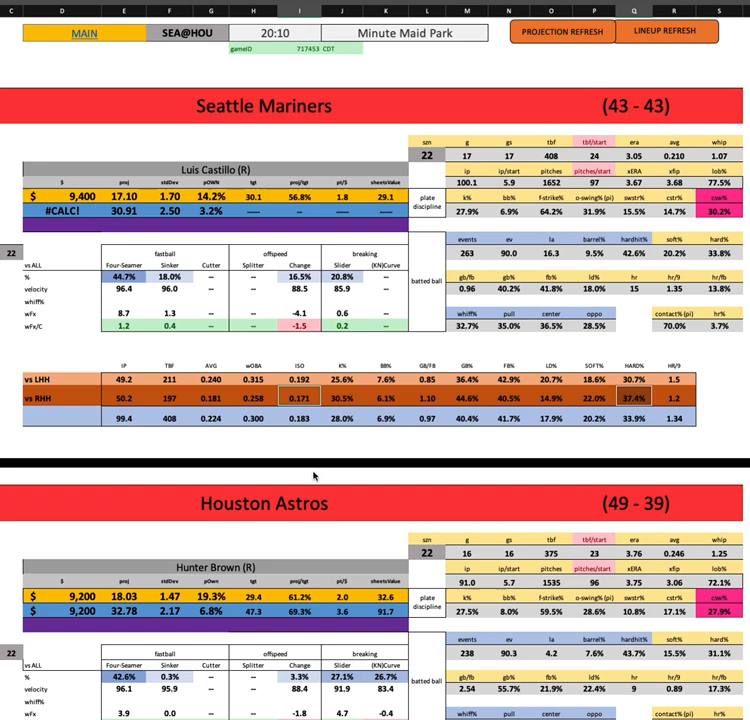 C D E F G H I J K L M N O P Q R S
MAIN SEA@HOU 20:10 Minute Maid Park PROJECTION REFRESH LINEUP REFRESH
gameID 717453 CDT
Seattle Mariners (43 - 43)
szn g gs tbf tbf/start era avg whip
22 17 17 408 24 3.05 0.210 1.07
Luis Castillo (R) ip ip/start pitches pitches/start xERA xfip lob%
100.1 5.9 1652 97 3.67 3.68 77.5%
$ proj stdDev pOWN tgt proj/tgt pt/$ sheetsValue
$ 9,400 17.10 1.70 14.2% 30.1 56.8% 1.8 29.1 plate discipline k% bb% f-strike% o-swing% (pi) swstr% cstr% csw%
#CALC! 30.91 2.50 3.2% ---- ---- -- ---- 27.9% 6.9% 64.2% 31.9% 15.5% 14.7% 30.2%
events ev la barrel% hardhit% soft% hard%
22 fastball offspeed breaking 263 90.0 16.3 9.5% 42.6% 20.2% 33.8%
vs ALL Four-Seamer Sinker Cutter Splitter Change Slider (KN)Curve
% 44.7% 18.0% -- -- 16.5% 20.8% -- batted ball gb/fb gb% fb% ld% hr hr/9 hr/fb
velocity 96.4 96.0 -- -- 88.5 85.9 -- 0.96 40.2% 41.8% 18.0% 15 1.35 13.8%
whiff%
wFx 8.7 1.3 -- -- -4.1 0.6 -- whiff% pull center oppo contact% (pi) hr%
wFx/C 1.2 0.4 -- -- -1.5 0.2 -- 32.7% 35.0% 36.5% 28.5% 70.0% 3.7%
IP TBF AVG wOBA ISO K% BB% GB/FB GB% FB% LD% SOFT% HARD% HR/9
vs LHH 49.2 211 0.240 0.315 0.192 25.6% 7.6% 0.85 36.4% 42.9% 20.7% 18.6% 30.7% 1.5
vs RHH 50.2 197 0.181 0.258 0.171 30.5% 6.1% 1.10 44.6% 40.5% 14.9% 22.0% 37.4% 1.2
99.4 408 0.224 0.300 0.183 28.0% 6.9% 0.97 40.4% 41.7% 17.9% 20.2% 33.9% 1.34
Houston Astros (49 - 39)
szn g gs tbf tbf/start era avg whip
22 16 16 375 23 3.76 0.246 1.25
Hunter Brown (R) ip ip/start pitches pitches/start xERA xfip lob%
91.0 5.7 1535 96 3.75 3.06 72.1%
$ proj stdDev pOwn tgt proj/tgt pt/$ sheetsValue
$ 9,200 18.03 1.47 19.3% 29.4 61.2% 2.0 32.6 plate discipline k% bb% f-strike% o-swing% (pi) swstr% cstr% csw%
$ 9,200 32.78 2.17 6.8% 47.3 69.3% 3.6 91.7 27.5% 8.0% 59.5% 28.6% 10.8% 17.1% 27.9%
events ev la barrel% hardhit% soft% hard%
22 fastball offspeed breaking 238 90.3 4.2 7.6% 43.7% 15.5% 31.1%
vs ALL Four-Seamer Sinker Cutter Splitter Change Slider (KN)Curve
% 42.6% 0.3% -- -- 3.3% 27.1% 26.7% batted ball gb/fb gb% fb% ld% hr hr/9 hr/fb
velocity 96.1 95.9 -- -- 88.4 91.9 83.4 2.54 55.7% 21.9% 22.4% 9 0.89 17.3%
whiff%
wFx 3.9 0.0 -- -- -1.8 4.7 -0.4 whiff% pull center oppo contact% (pi) hr%